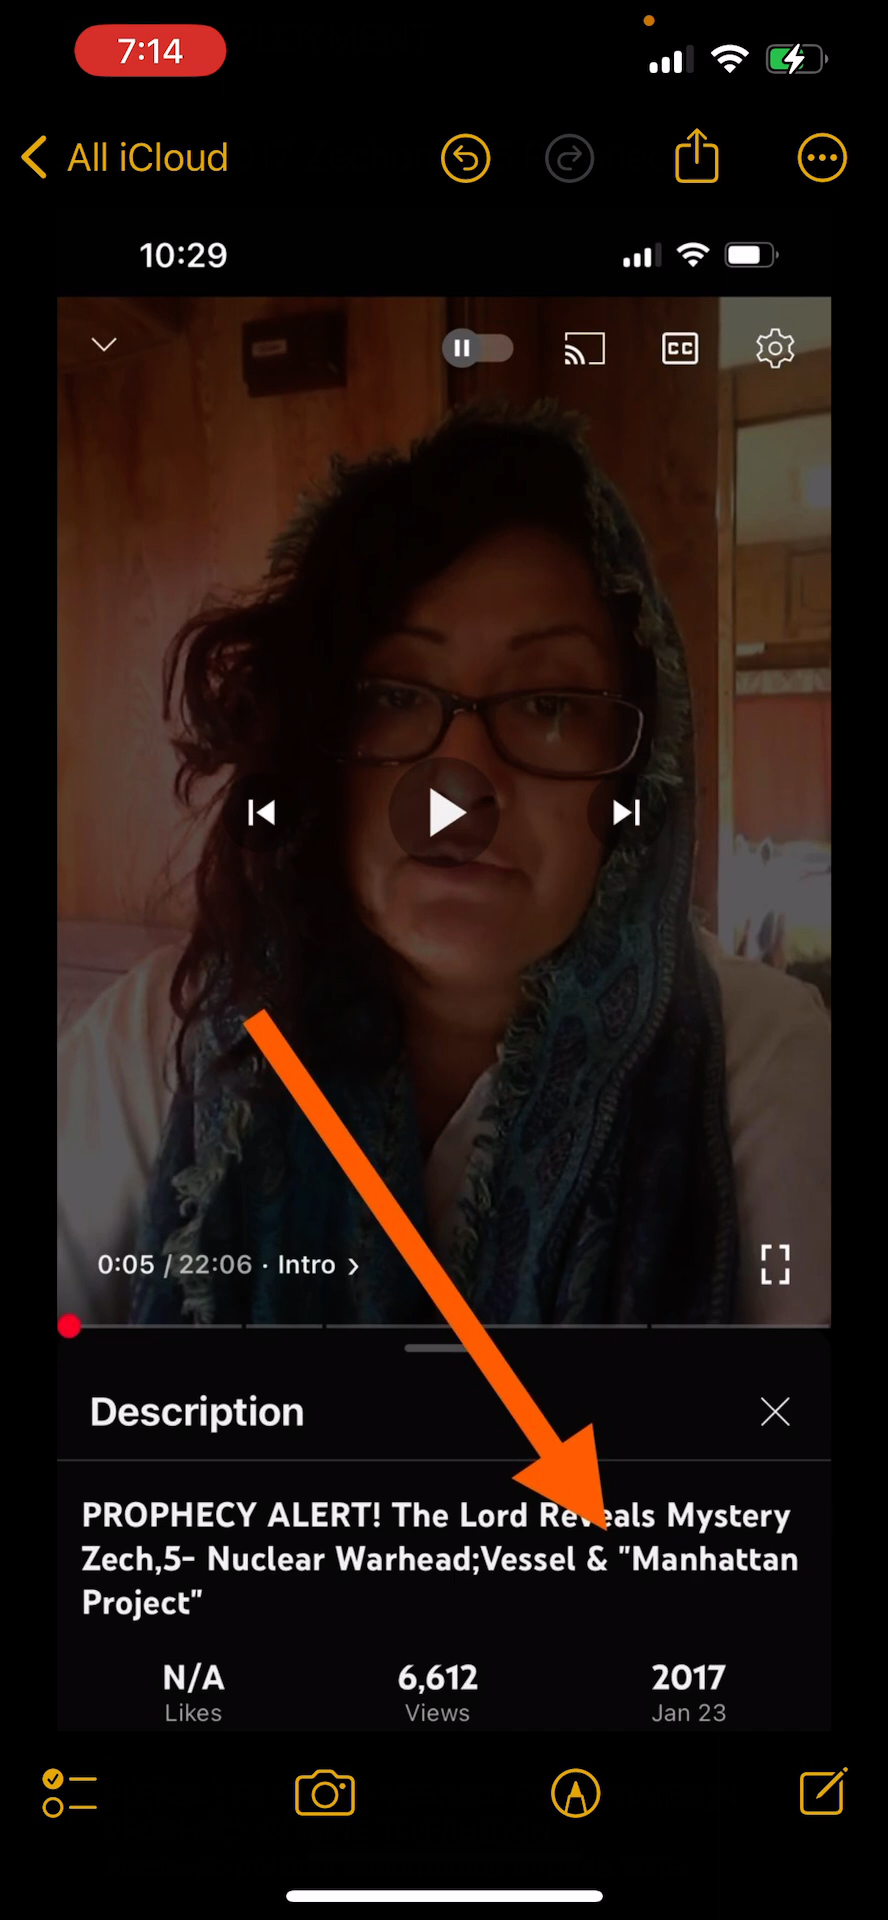 7:14
All iCloud
10:29
CC
0:05 / 22:06 · Intro >
Description
PROPHECY ALERT! The Lord Reveals Mystery
Zech,5- Nuclear Warhead;Vessel & "Manhattan
Project"
N/A 6,612 2017
Likes Views Jan 23